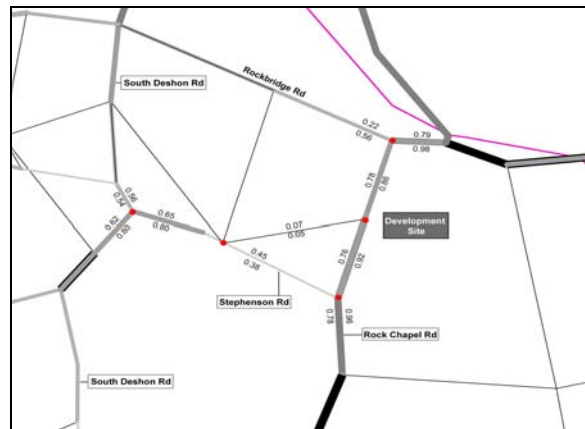 South Deshon Rd
Rockbridge Rd
0.22
0.56
0.79
0.98
0.78
0.86
0.56
0.54
0.62
0.80
0.65
0.80
0.07
0.05
Development
Site
0.76
0.92
0.45
0.38
Stephenson Rd
0.96
0.78
Rock Chapel Rd
South Deshon Rd